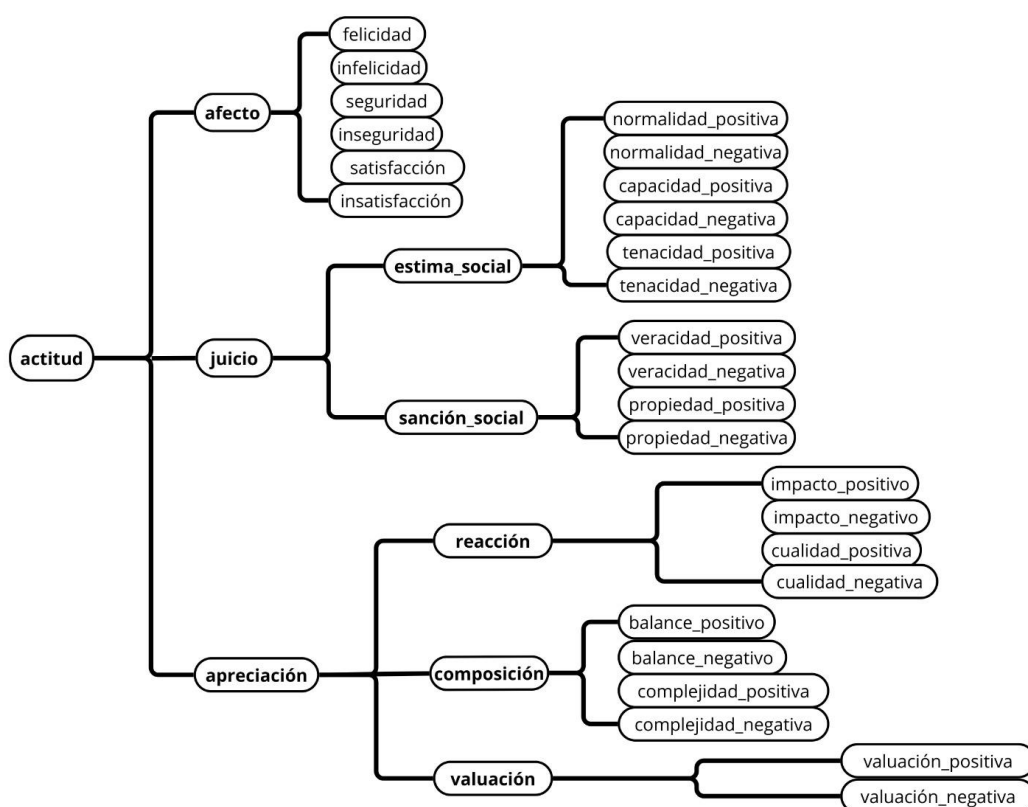 actitud
afecto
felicidad
infelicidad
seguridad
inseguridad
satisfacción
insatisfacción
juicio
estima_social
normalidad_positiva
normalidad_negativa
capacidad_positiva
capacidad_negativa
tenacidad_positiva
tenacidad_negativa
sanción_social
veracidad_positiva
veracidad_negativa
propiedad_positiva
propiedad_negativa
apreciación
reacción
impacto_positivo
impacto_negativo
cualidad_positiva
cualidad_negativa
composición
balance_positivo
balance_negativo
complejidad_positiva
complejidad_negativa
valuación
valuación_positiva
valuación_negativa